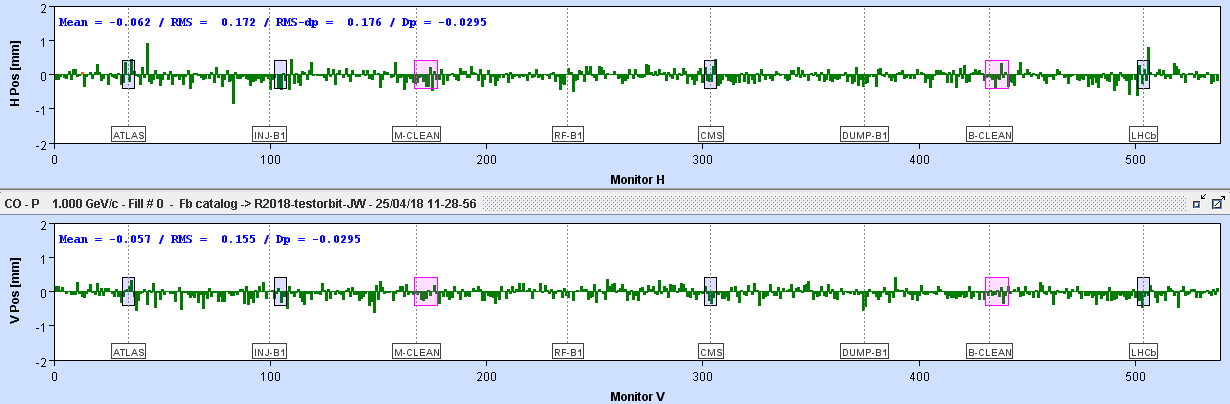 Mean = -0.062 / RMS = 0.172 / RMS-dp = 0.176 / Dp = -0.0295
H Pos [mm]
2
1
0
-1
-2
ATLAS INJ-B1 M-CLEAN RF-B1 CMS DUMP-B1 B-CLEAN LHCb
0 100 200 300 400 500
Monitor H
CO - P 1.000 GeV/c - Fill # 0 - Fb catalog -> R2018-testorbit-JW - 25/04/18 11-28-56
Mean = -0.057 / RMS = 0.155 / Dp = -0.0295
V Pos [mm]
2
1
0
-1
-2
ATLAS INJ-B1 M-CLEAN RF-B1 CMS DUMP-B1 B-CLEAN LHCb
0 100 200 300 400 500
Monitor V